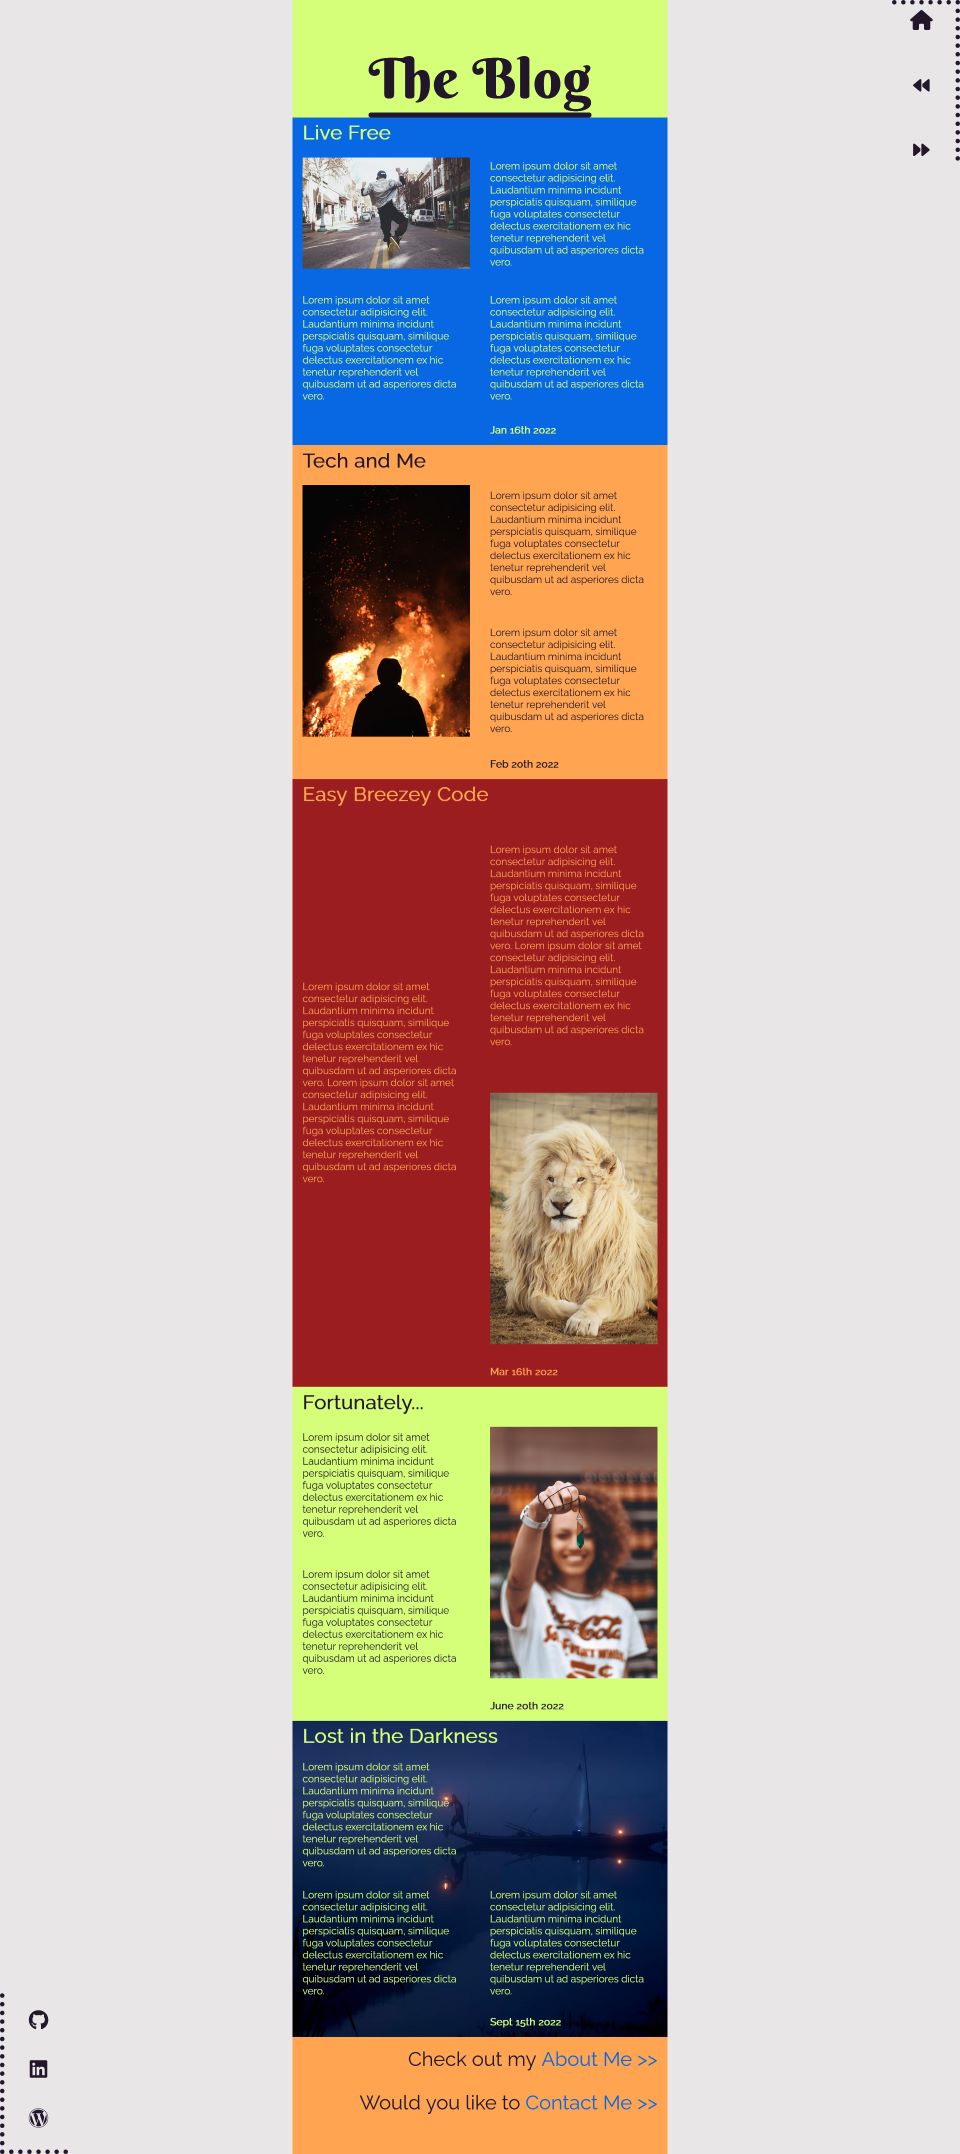 The Blog
Live Free
Lorem ipsum dolor sit amet
consectetur adipisicing elit.
Laudantium minima incidunt
perspiciatis quisquam, similique
fuga voluptates consectetur
delectus exercitationem ex hic
tenetur reprehenderit vel
quibusdam ut ad asperiores dicta
vero.
Lorem ipsum dolor sit amet
consectetur adipisicing elit.
Laudantium minima incidunt
perspiciatis quisquam, similique
fuga voluptates consectetur
delectus exercitationem ex hic
tenetur reprehenderit vel
quibusdam ut ad asperiores dicta
vero.
Lorem ipsum dolor sit amet
consectetur adipisicing elit.
Laudantium minima incidunt
perspiciatis quisquam, similique
fuga voluptates consectetur
delectus exercitationem ex hic
tenetur reprehenderit vel
quibusdam ut ad asperiores dicta
vero.
Jan 16th 2022
Tech and Me
Lorem ipsum dolor sit amet
consectetur adipisicing elit.
Laudantium minima incidunt
perspiciatis quisquam, similique
fuga voluptates consectetur
delectus exercitationem ex hic
tenetur reprehenderit vel
quibusdam ut ad asperiores dicta
vero.
Lorem ipsum dolor sit amet
consectetur adipisicing elit.
Laudantium minima incidunt
perspiciatis quisquam, similique
fuga voluptates consectetur
delectus exercitationem ex hic
tenetur reprehenderit vel
quibusdam ut ad asperiores dicta
vero.
Feb 20th 2022
Easy Breezey Code
Lorem ipsum dolor sit amet
consectetur adipisicing elit.
Laudantium minima incidunt
perspiciatis quisquam, similique
fuga voluptates consectetur
delectus exercitationem ex hic
tenetur reprehenderit vel
quibusdam ut ad asperiores dicta
vero. Lorem ipsum dolor sit amet
consectetur adipisicing elit.
Laudantium minima incidunt
perspiciatis quisquam, similique
fuga voluptates consectetur
delectus exercitationem ex hic
tenetur reprehenderit vel
quibusdam ut ad asperiores dicta
vero.
Lorem ipsum dolor sit amet
consectetur adipisicing elit.
Laudantium minima incidunt
perspiciatis quisquam, similique
fuga voluptates consectetur
delectus exercitationem ex hic
tenetur reprehenderit vel
quibusdam ut ad asperiores dicta
vero. Lorem ipsum dolor sit amet
consectetur adipisicing elit.
Laudantium minima incidunt
perspiciatis quisquam, similique
fuga voluptates consectetur
delectus exercitationem ex hic
tenetur reprehenderit vel
quibusdam ut ad asperiores dicta
vero.
Mar 16th 2022
Fortunately...
Lorem ipsum dolor sit amet
consectetur adipisicing elit.
Laudantium minima incidunt
perspiciatis quisquam, similique
fuga voluptates consectetur
delectus exercitationem ex hic
tenetur reprehenderit vel
quibusdam ut ad asperiores dicta
vero.
Lorem ipsum dolor sit amet
consectetur adipisicing elit.
Laudantium minima incidunt
perspiciatis quisquam, similique
fuga voluptates consectetur
delectus exercitationem ex hic
tenetur reprehenderit vel
quibusdam ut ad asperiores dicta
vero.
June 20th 2022
Lost in the Darkness
Lorem ipsum dolor sit amet
consectetur adipisicing elit.
Laudantium minima incidunt
perspiciatis quisquam, similique
fuga voluptates consectetur
delectus exercitationem ex hic
tenetur reprehenderit vel
quibusdam ut ad asperiores dicta
vero.
Lorem ipsum dolor sit amet
consectetur adipisicing elit.
Laudantium minima incidunt
perspiciatis quisquam, similique
fuga voluptates consectetur
delectus exercitationem ex hic
tenetur reprehenderit vel
quibusdam ut ad asperiores dicta
vero.
Lorem ipsum dolor sit amet
consectetur adipisicing elit.
Laudantium minima incidunt
perspiciatis quisquam, similique
fuga voluptates consectetur
delectus exercitationem ex hic
tenetur reprehenderit vel
quibusdam ut ad asperiores dicta
vero.
Sept 15th 2022
Check out my About Me >>
Would you like to Contact Me >>